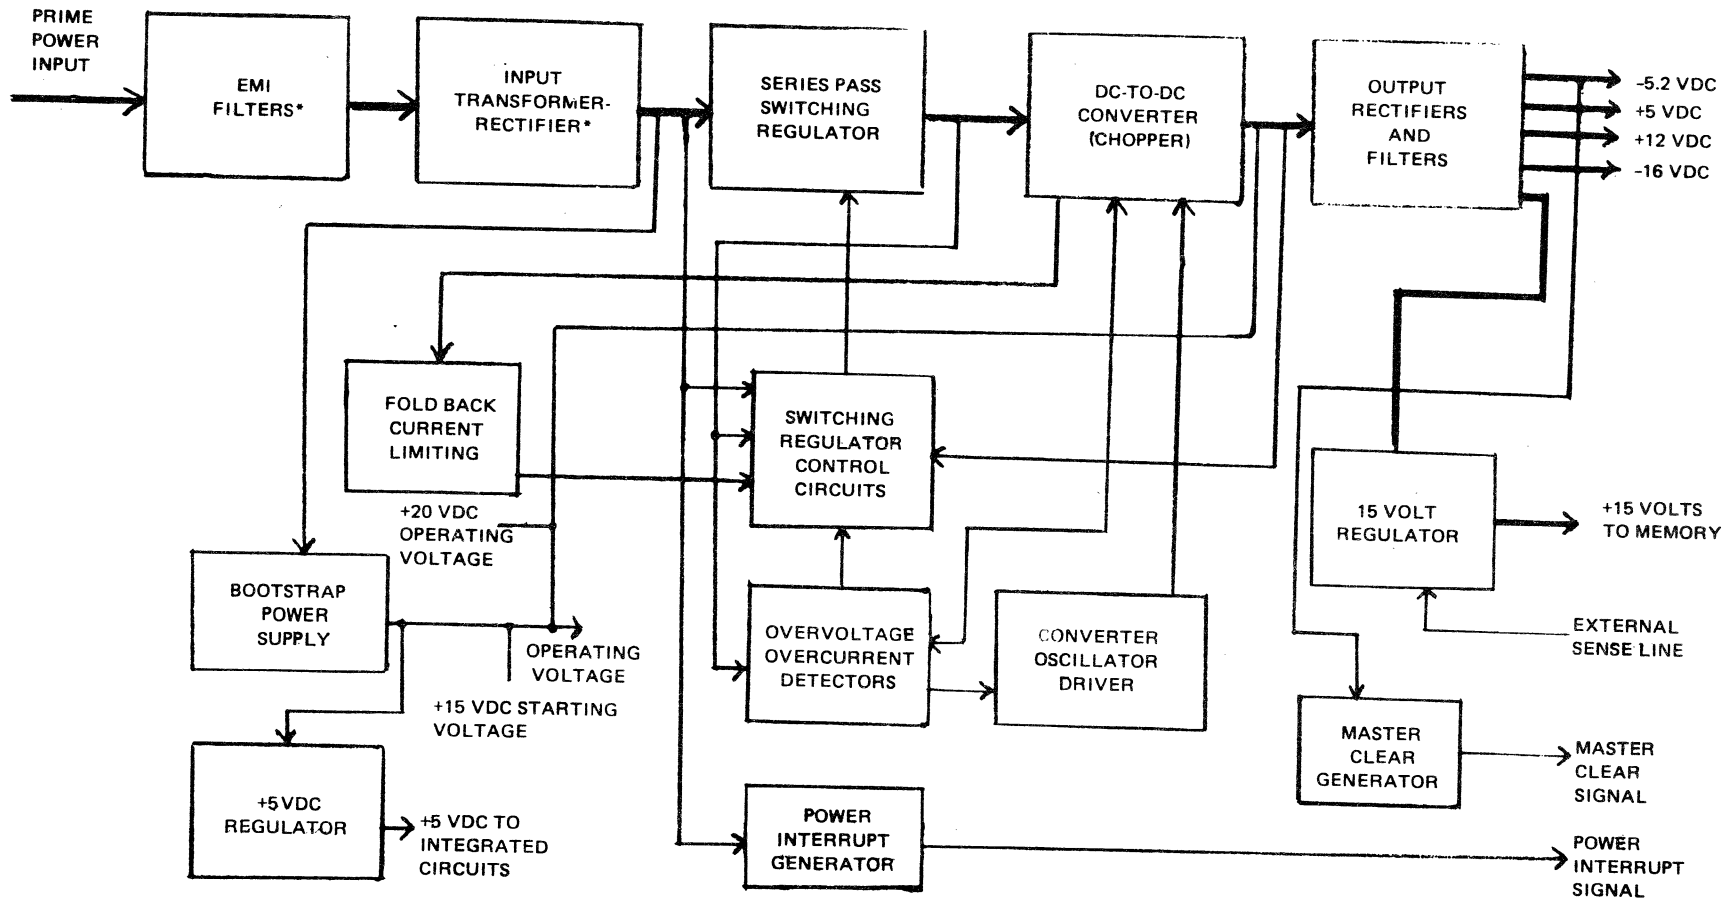 PRIME
POWER
INPUT
EMI
FILTERS*
INPUT
TRANSFORMER-
RECTIFIER*
SERIES PASS
SWITCHING
REGULATOR
DC-TO-DC
CONVERTER
(CHOPPER)
OUTPUT
RECTIFIERS
AND
FILTERS
-5.2 VDC
+5 VDC
+12 VDC
-16 VDC
FOLD BACK
CURRENT
LIMITING
SWITCHING
REGULATOR
CONTROL
CIRCUITS
15 VOLT
REGULATOR
+15 VOLTS
TO MEMORY
+20 VDC
OPERATING
VOLTAGE
BOOTSTRAP
POWER
SUPPLY
OPERATING
VOLTAGE
+15 VDC STARTING
VOLTAGE
OVERVOLTAGE
OVERCURRENT
DETECTORS
CONVERTER
OSCILLATOR
DRIVER
EXTERNAL
SENSE LINE
MASTER
CLEAR
GENERATOR
MASTER
CLEAR
SIGNAL
+5 VDC
REGULATOR
+5 VDC TO
INTEGRATED
CIRCUITS
POWER
INTERRUPT
GENERATOR
POWER
INTERRUPT
SIGNAL